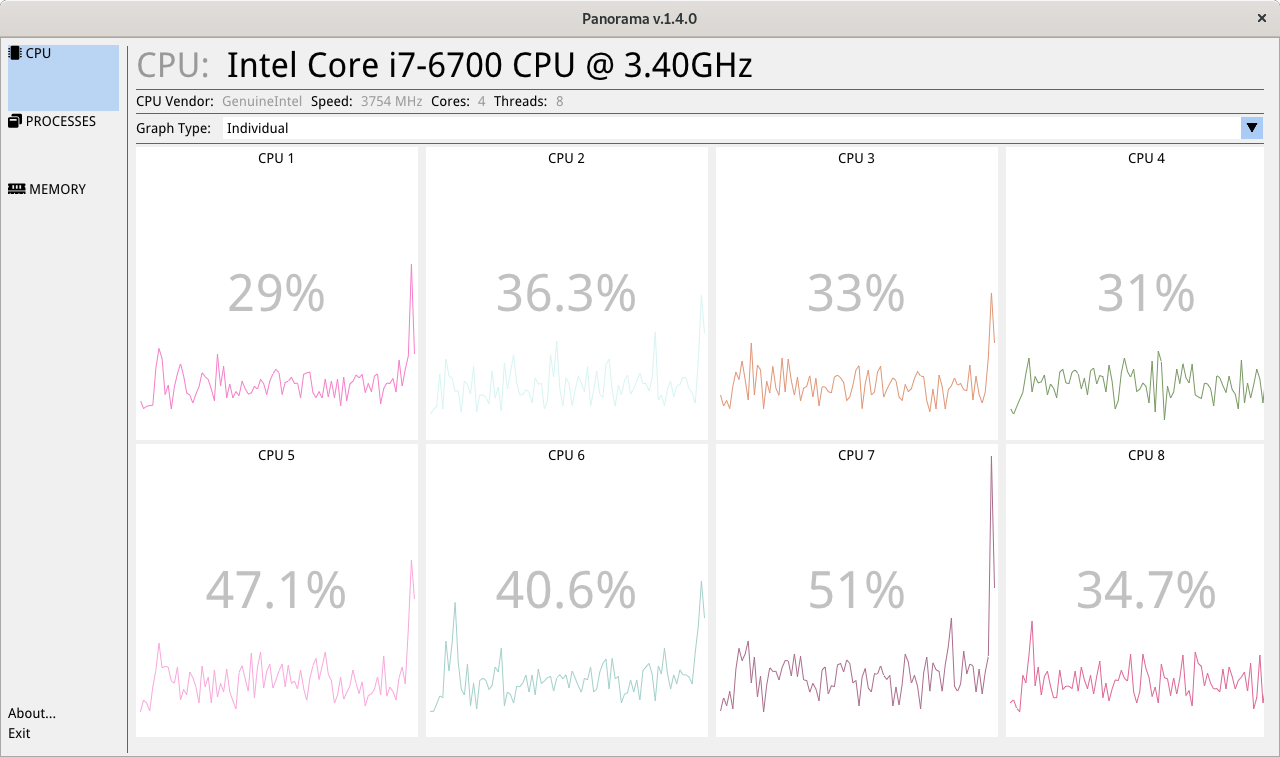 Panorama v.1.4.0
CPU
PROCESSES
MEMORY
About...
Exit
CPU: Intel Core i7-6700 CPU @ 3.40GHz
CPU Vendor: GenuineIntel Speed: 3754 MHz Cores: 4 Threads: 8
Graph Type: Individual
CPU 1
29%
CPU 2
36.3%
CPU 3
33%
CPU 4
31%
CPU 5
47.1%
CPU 6
40.6%
CPU 7
51%
CPU 8
34.7%